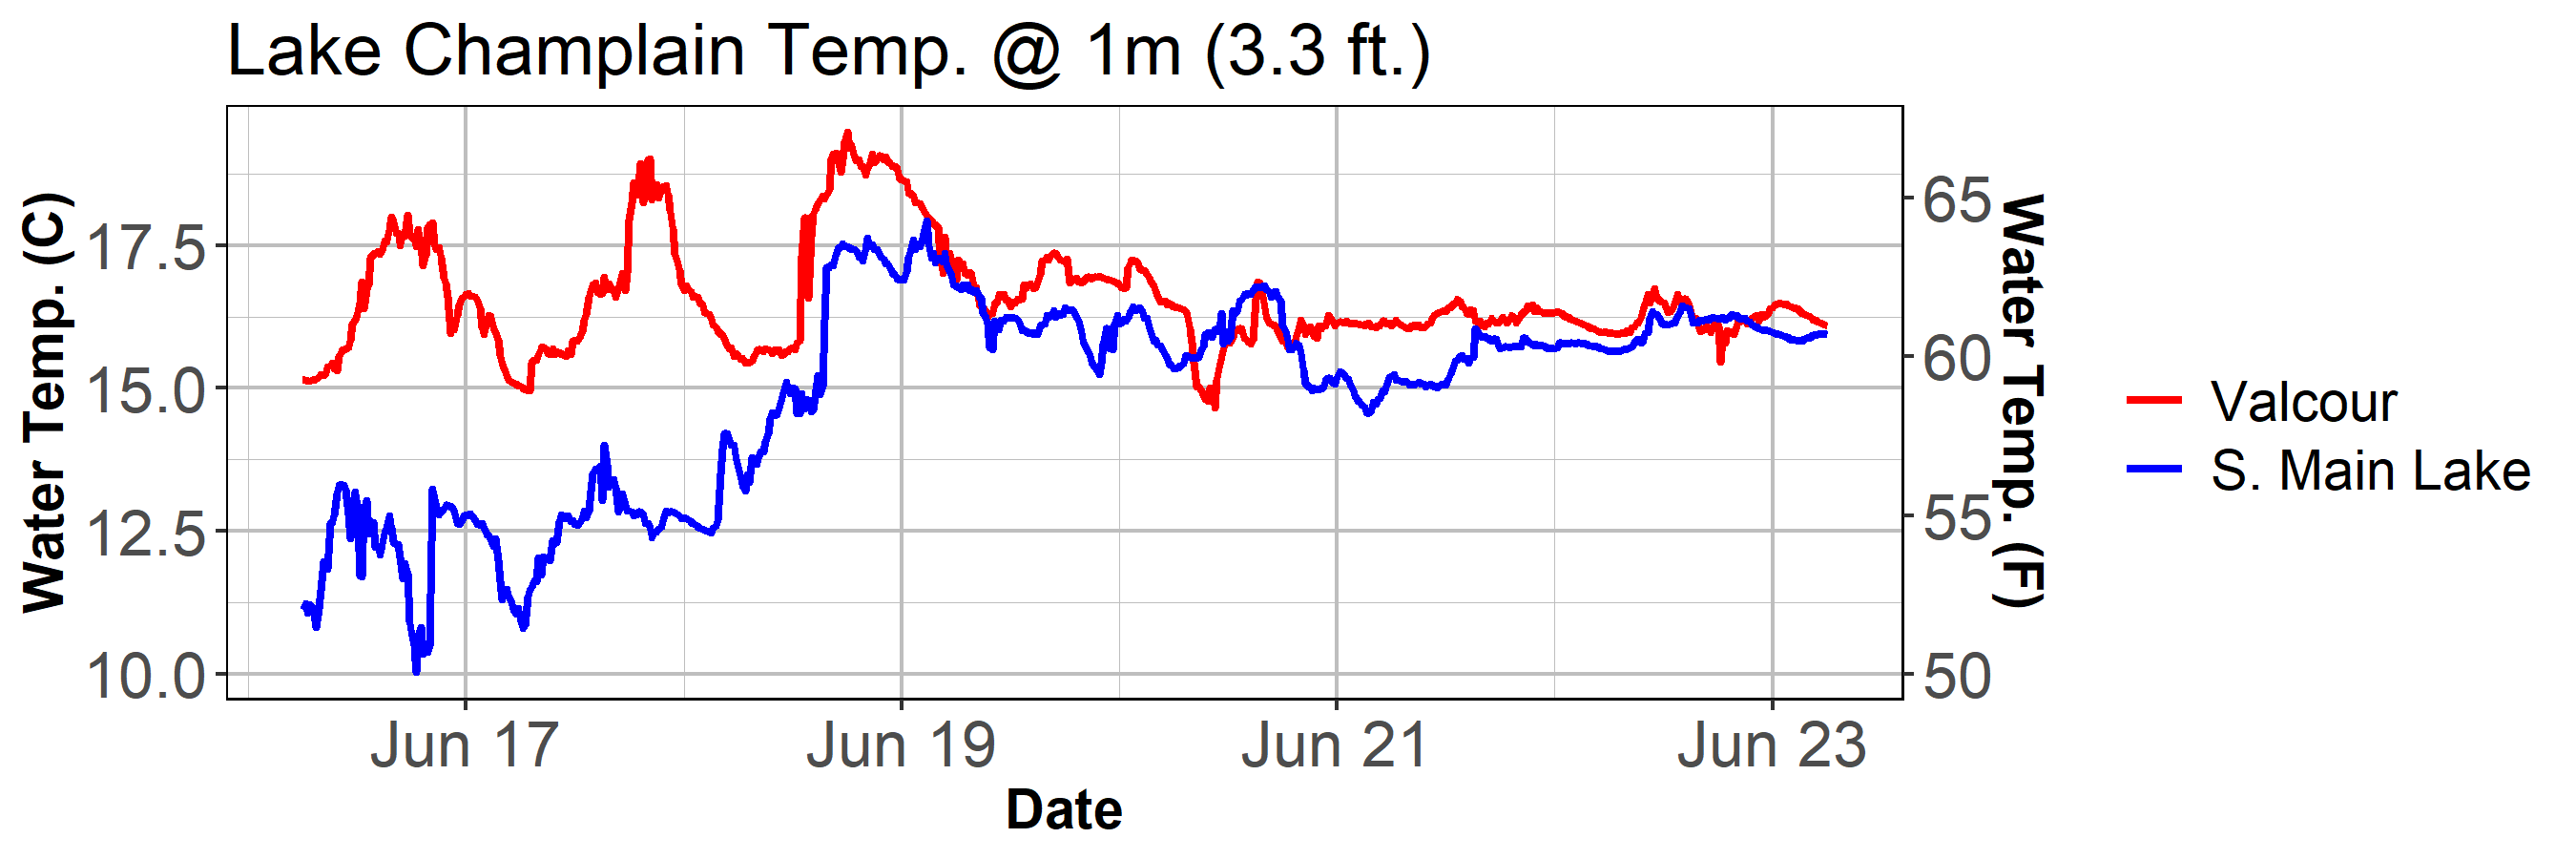 Lake Champlain Temp. @ 1m (3.3 ft.)
Water Temp. (C)
17.5
15.0
12.5
10.0
65
60
55
50
Water Temp. (F)
Jun 17
Jun 19
Jun 21
Jun 23
Date
Valcour
S. Main Lake